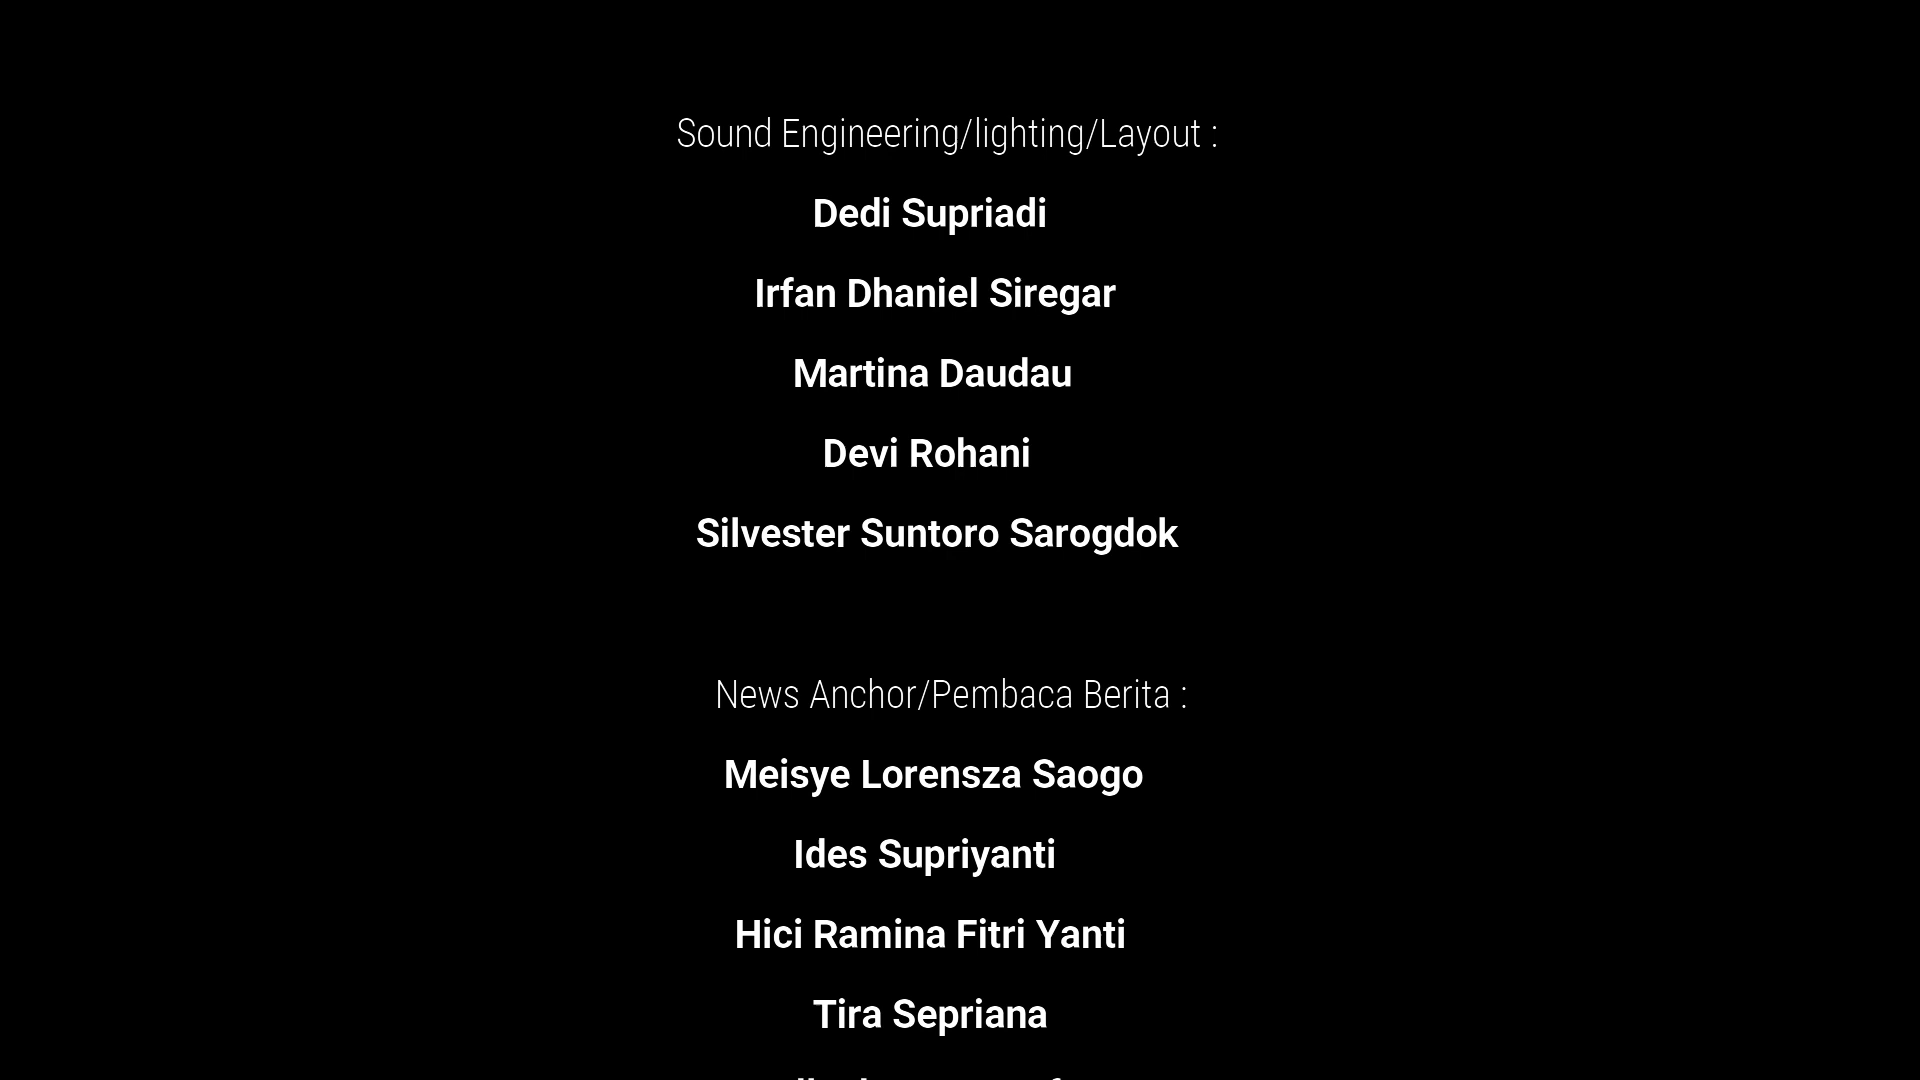 Sound Engineering/lighting/Layout :
Dedi Supriadi
Irfan Dhaniel Siregar
Martina Daudau
Devi Rohani
Silvester Suntoro Sarogdok
News Anchor/Pembaca Berita :
Meisye Lorensza Saogo
Ides Supriyanti
Hici Ramina Fitri Yanti
Tira Sepriana